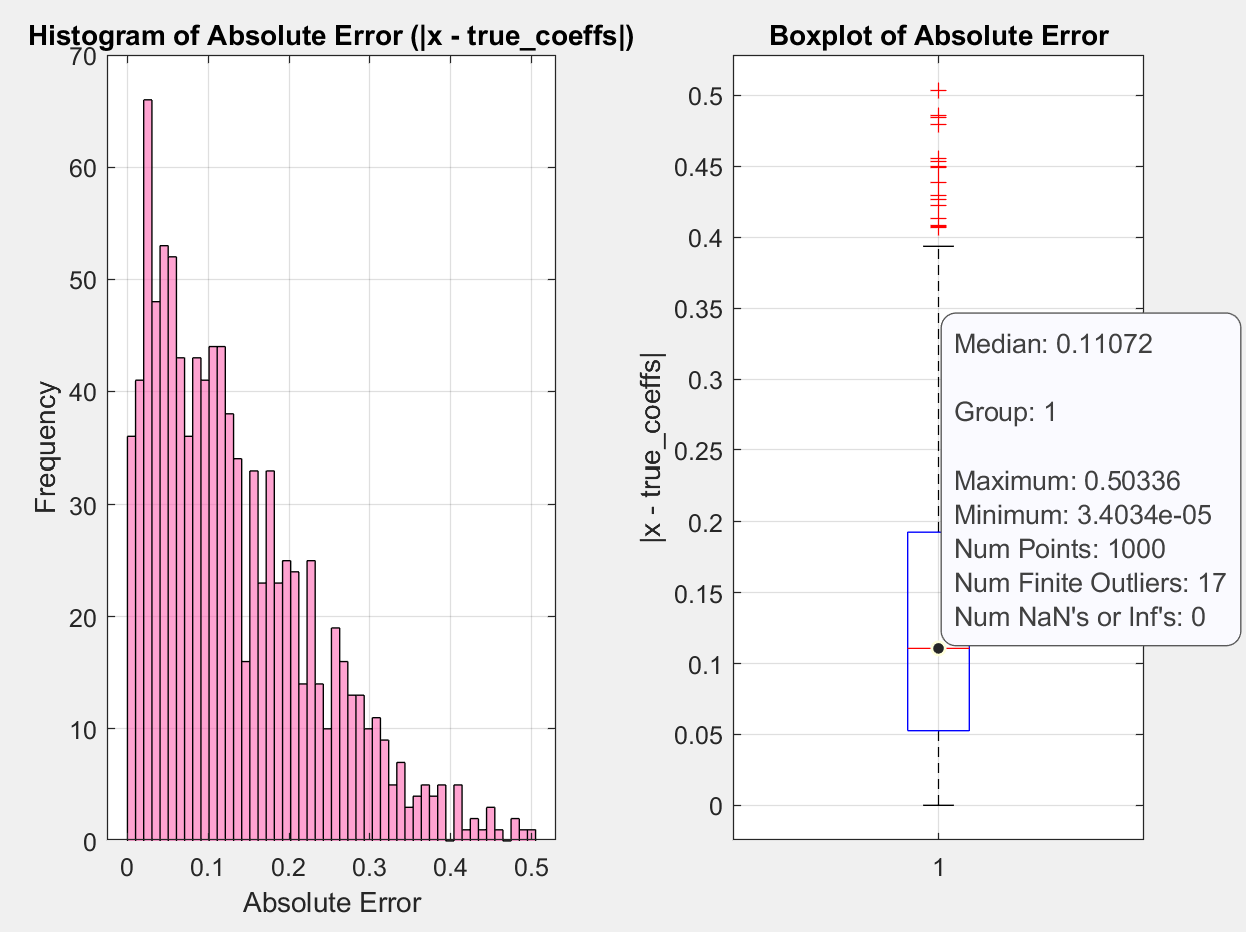 Histogram of Absolute Error (|x - true_coeffs|)
70
60
50
40
30
20
10
0
Frequency
0 0.1 0.2 0.3 0.4 0.5
Absolute Error
Boxplot of Absolute Error
0.5
0.45
0.4
0.35
0.3
0.25
0.2
0.15
0.1
0.05
0
|x - true_coeffs|
1
Median: 0.11072
Group: 1
Maximum: 0.50336
Minimum: 3.4034e-05
Num Points: 1000
Num Finite Outliers: 17
Num NaN's or Inf's: 0